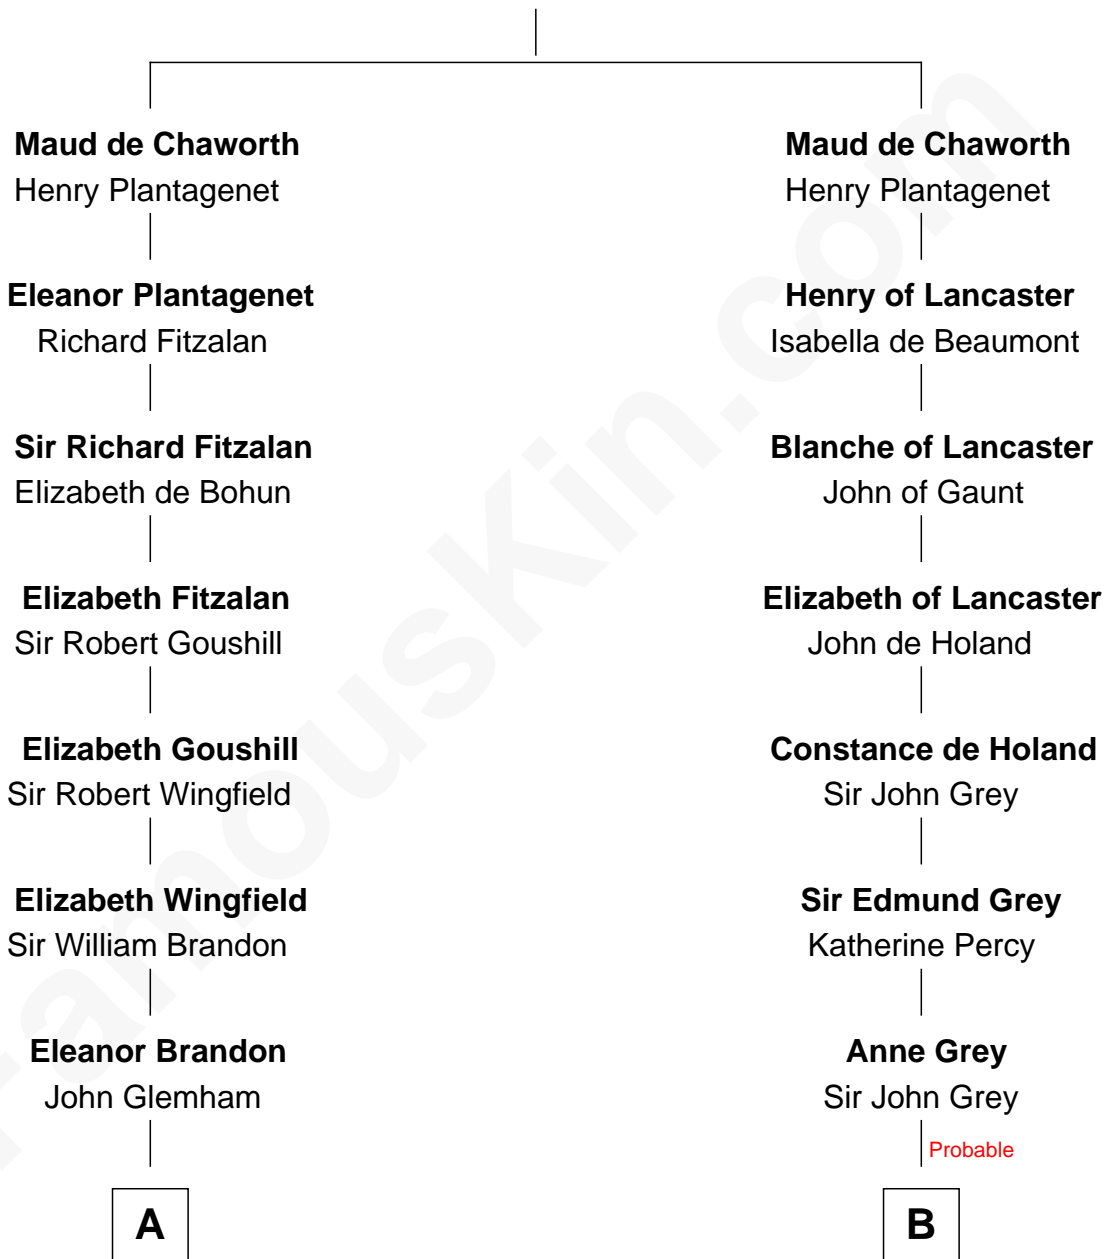 Maud de Chaworth
Henry Plantagenet
Eleanor Plantagenet
Richard Fitzalan
Sir Richard Fitzalan
Elizabeth de Bohun
Elizabeth Fitzalan
Sir Robert Goushill
Elizabeth Goushill
Sir Robert Wingfield
Elizabeth Wingfield
Sir William Brandon
Eleanor Brandon
John Glemham
A
Maud de Chaworth
Henry Plantagenet
Henry of Lancaster
Isabella de Beaumont
Blanche of Lancaster
John of Gaunt
Elizabeth of Lancaster
John de Holand
Constance de Holand
Sir John Grey
Sir Edmund Grey
Katherine Percy
Anne Grey
Sir John Grey
Probable
B
FamousKin.com